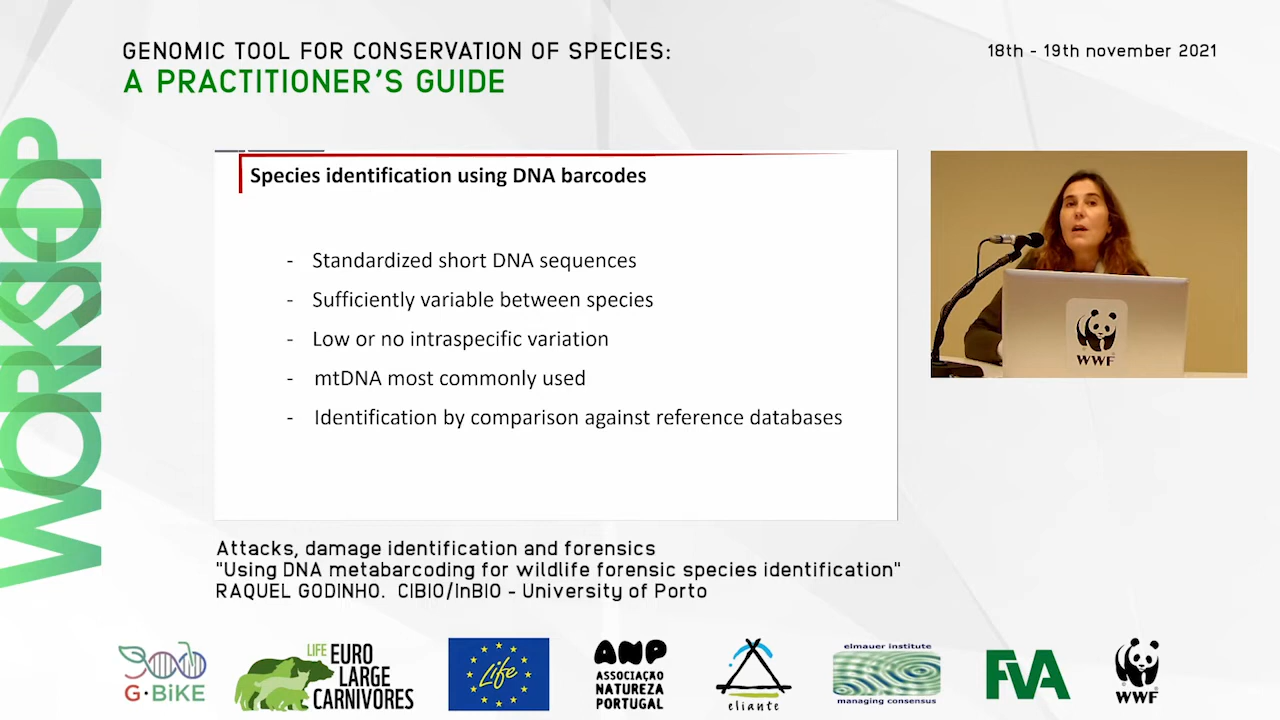 GENOMIC TOOL FOR CONSERVATION OF SPECIES:
A PRACTITIONER'S GUIDE
18th - 19th november 2021
WORKSHOP
Species identification using DNA barcodes
- Standardized short DNA sequences
- Sufficiently variable between species
- Low or no intraspecific variation
- mtDNA most commonly used
- Identification by comparison against reference databases
WWF
Attacks, damage identification and forensics
"Using DNA metabarcoding for wildlife forensic species identification"
RAQUEL GODINHO. CIBIO/InBIO - University of Porto
G·BiKE
LIFE EURO
LARGE
CARNIVORES
Life
ANP
ASSOCIAÇÃO
NATUREZA
PORTUGAL
eliante
elmauer institute
managing consensus
FVA
WWF